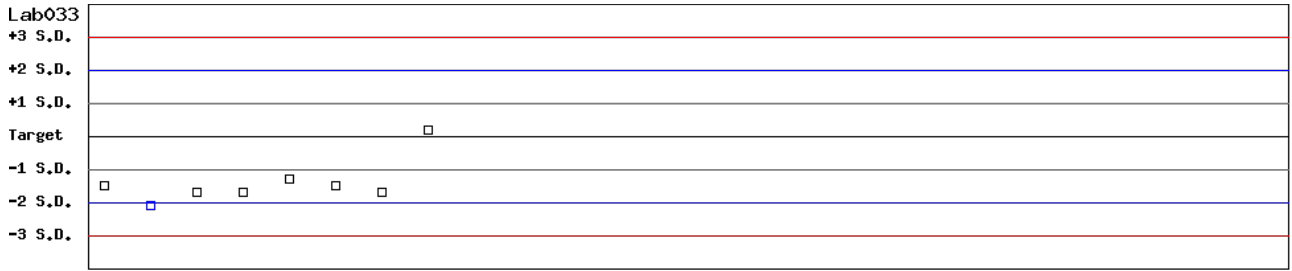 Lab033
+3 S.D.
+2 S.D.
+1 S.D.
Target
-1 S.D.
-2 S.D.
-3 S.D.